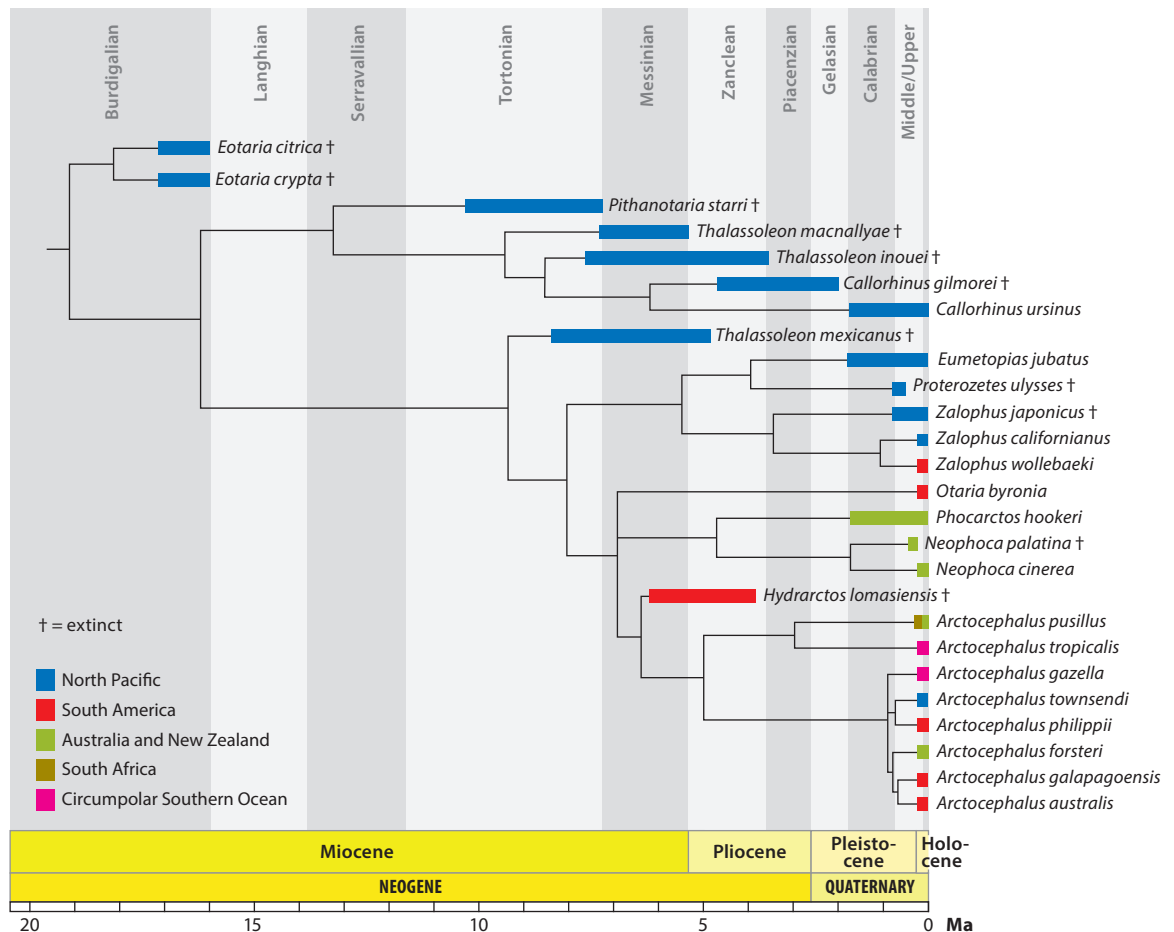 Burdigalian
Langhian
Serravallian
Tortonian
Messinian
Zanclean
Piacenzian
Gelasian
Calabrian
Middle/Upper
Eotaria citrica †
Eotaria crypta †
Pithanotaria starri †
Thalassoleon macnallyae †
Thalassoleon inouei †
Callorhinus gilmorei †
Callorhinus ursinus
Thalassoleon mexicanus †
Eumetopias jubatus
Proterozetes ulysses †
Zalophus japonicus †
Zalophus californianus
Zalophus wollebaeki
Otaria byronia
Phocarctos hookeri
Neophoca palatina †
Neophoca cinerea
Hydrarctos lomasiensis †
Arctocephalus pusillus
Arctocephalus tropicalis
Arctocephalus gazella
Arctocephalus townsendi
Arctocephalus philippii
Arctocephalus forsteri
Arctocephalus galapagoensis
Arctocephalus australis
† = extinct
North Pacific
South America
Australia and New Zealand
South Africa
Circumpolar Southern Ocean
Miocene
Pliocene
Pleisto-
cene
Holo-
cene
NEOGENE
QUATERNARY
20 15 10 5 0 Ma